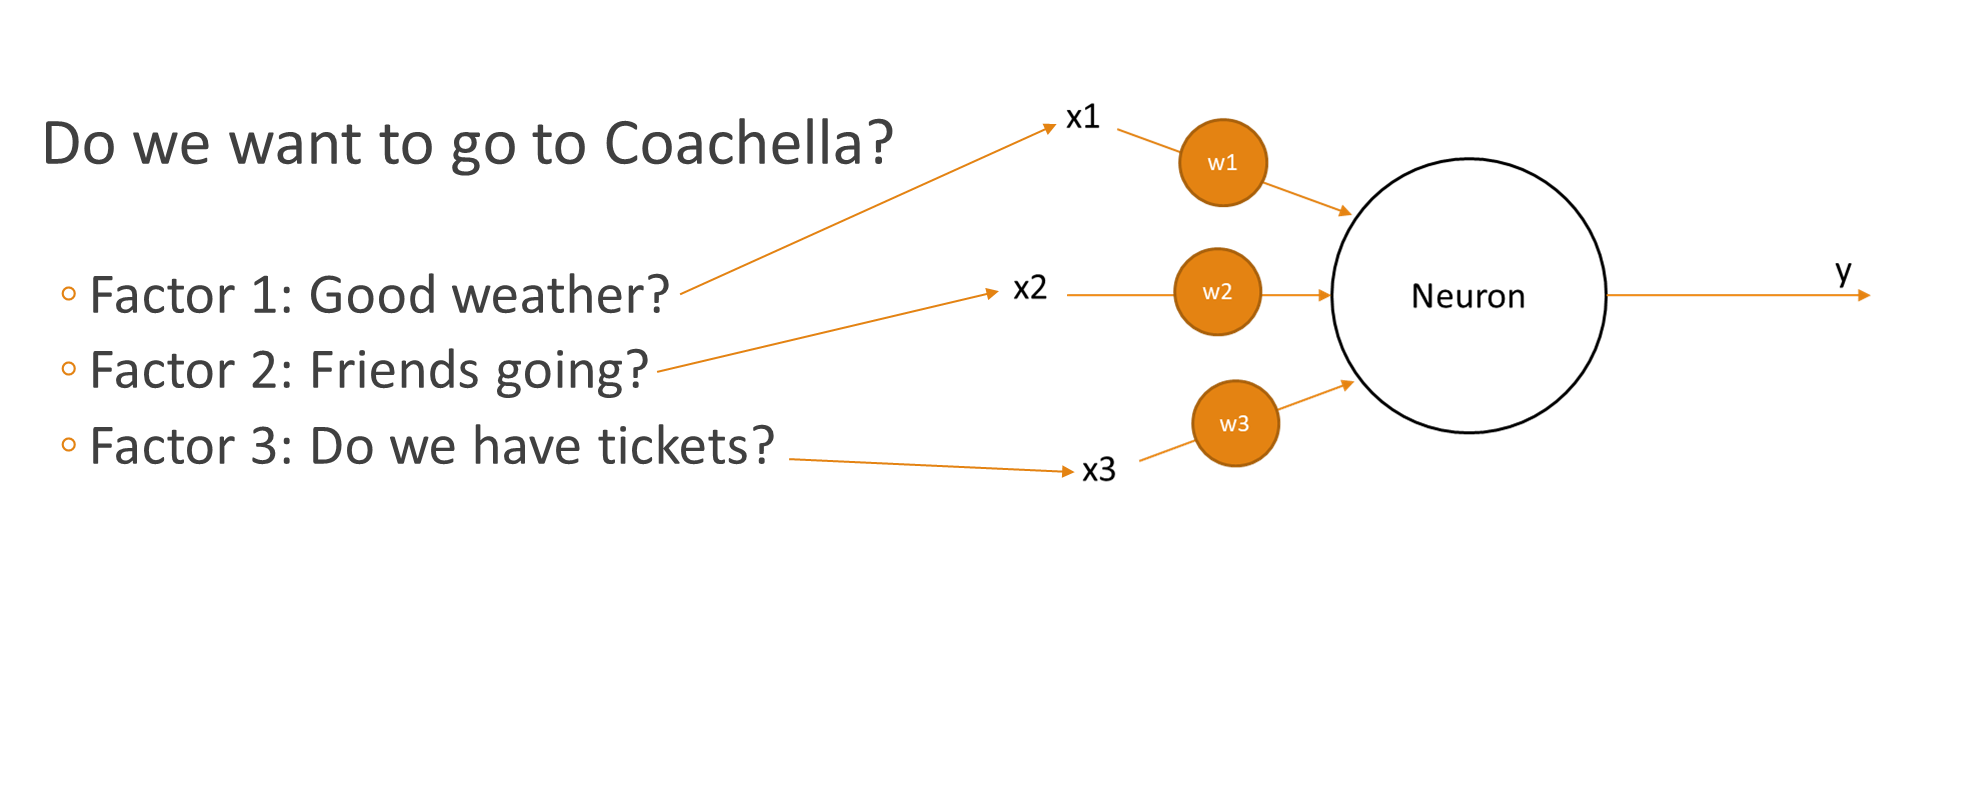 Do we want to go to Coachella?
Factor 1: Good weather?
Factor 2: Friends going?
Factor 3: Do we have tickets?
x1
w1
x2
w2
Neuron
y
w3
x3